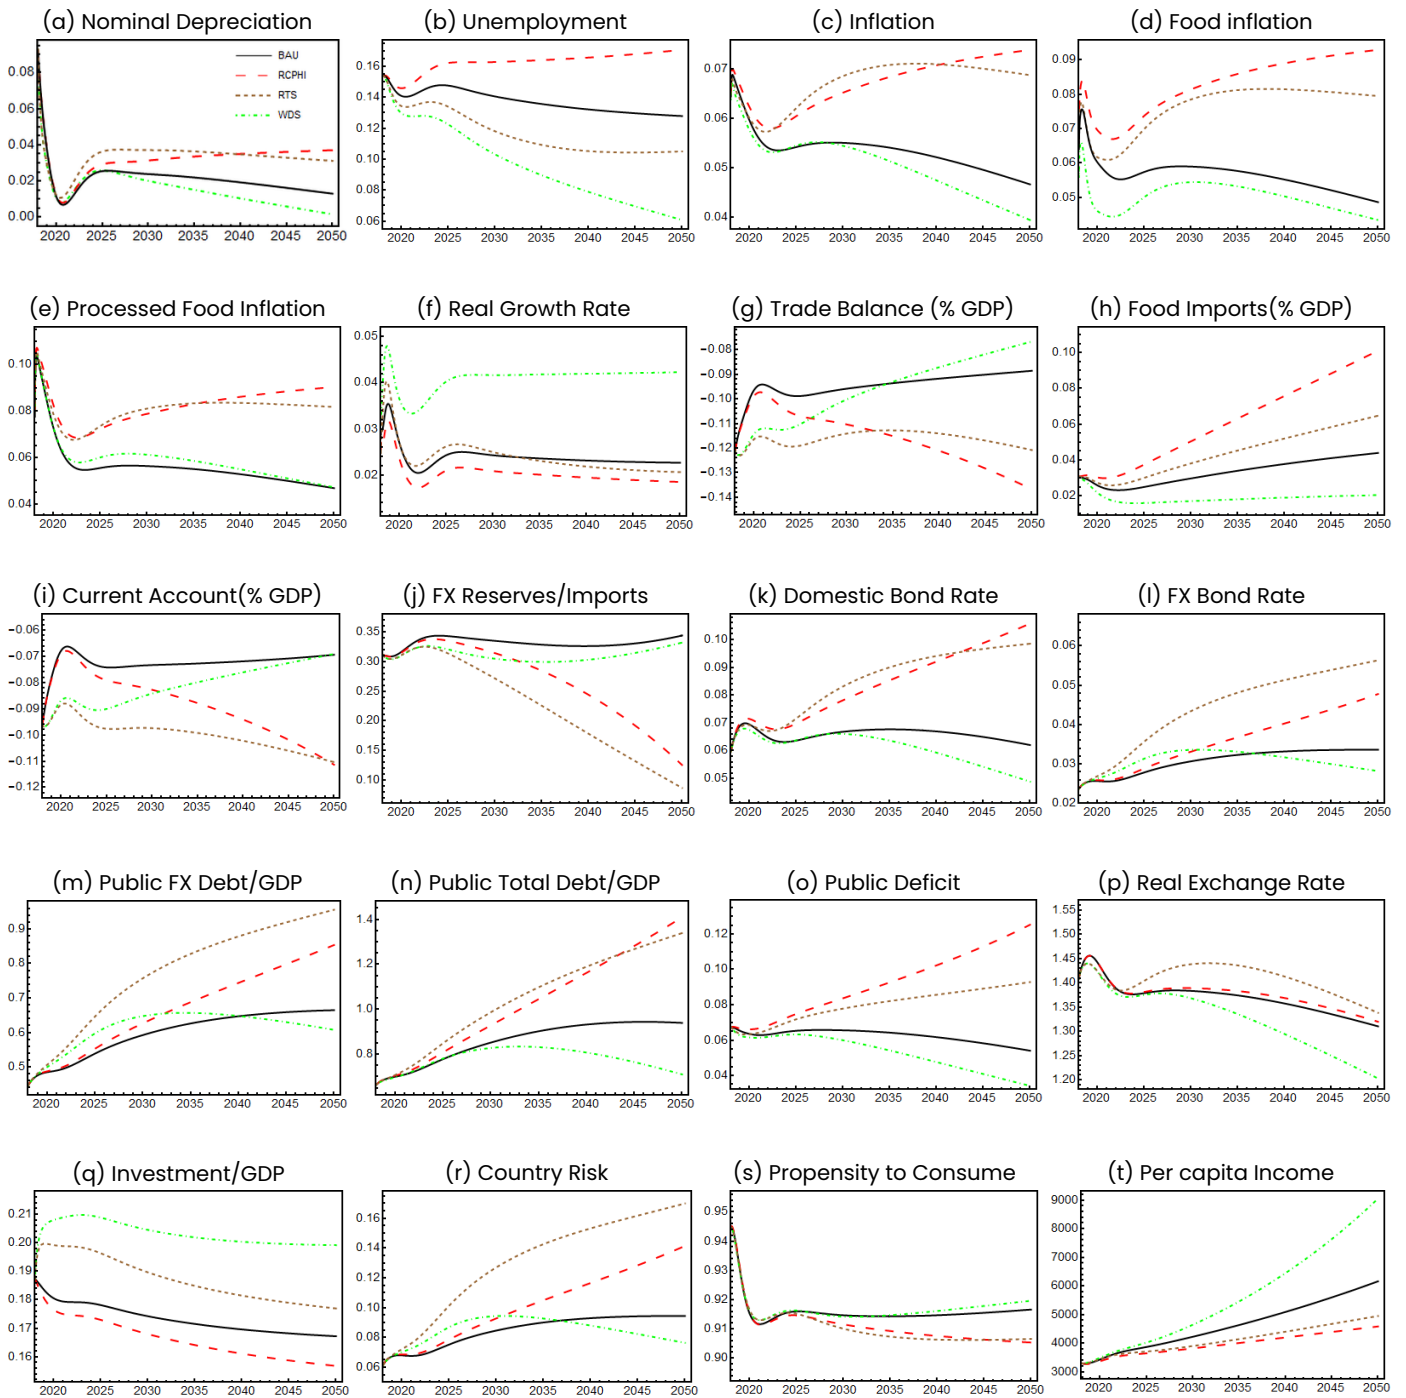 (a) Nominal Depreciation
(b) Unemployment
(c) Inflation
(d) Food inflation
BAU
RCPHI
RTS
WDS
0.08
0.06
0.04
0.02
0.00
2020 2025 2030 2035 2040 2045 2050
0.16
0.14
0.12
0.10
0.08
0.06
2020 2025 2030 2035 2040 2045 2050
0.07
0.06
0.05
0.04
2020 2025 2030 2035 2040 2045 2050
0.09
0.08
0.07
0.06
0.05
2020 2025 2030 2035 2040 2045 2050
(e) Processed Food Inflation
(f) Real Growth Rate
(g) Trade Balance (% GDP)
(h) Food Imports(% GDP)
0.10
0.08
0.06
0.04
2020 2025 2030 2035 2040 2045 2050
0.05
0.04
0.03
0.02
2020 2025 2030 2035 2040 2045 2050
-0.08
-0.09
-0.10
-0.11
-0.12
-0.13
-0.14
2020 2025 2030 2035 2040 2045 2050
0.10
0.08
0.06
0.04
0.02
2020 2025 2030 2035 2040 2045 2050
(i) Current Account(% GDP)
(j) FX Reserves/Imports
(k) Domestic Bond Rate
(l) FX Bond Rate
-0.06
-0.07
-0.08
-0.09
-0.10
-0.11
-0.12
2020 2025 2030 2035 2040 2045 2050
0.35
0.30
0.25
0.20
0.15
0.10
2020 2025 2030 2035 2040 2045 2050
0.10
0.09
0.08
0.07
0.06
0.05
2020 2025 2030 2035 2040 2045 2050
0.06
0.05
0.04
0.03
0.02
2020 2025 2030 2035 2040 2045 2050
(m) Public FX Debt/GDP
(n) Public Total Debt/GDP
(o) Public Deficit
(p) Real Exchange Rate
0.9
0.8
0.7
0.6
0.5
2020 2025 2030 2035 2040 2045 2050
1.4
1.2
1.0
0.8
2020 2025 2030 2035 2040 2045 2050
0.12
0.10
0.08
0.06
0.04
2020 2025 2030 2035 2040 2045 2050
1.55
1.50
1.45
1.40
1.35
1.30
1.25
1.20
2020 2025 2030 2035 2040 2045 2050
(q) Investment/GDP
(r) Country Risk
(s) Propensity to Consume
(t) Per capita Income
0.21
0.20
0.19
0.18
0.17
0.16
2020 2025 2030 2035 2040 2045 2050
0.16
0.14
0.12
0.10
0.08
0.06
2020 2025 2030 2035 2040 2045 2050
0.95
0.94
0.93
0.92
0.91
0.90
2020 2025 2030 2035 2040 2045 2050
9000
8000
7000
6000
5000
4000
3000
2020 2025 2030 2035 2040 2045 2050